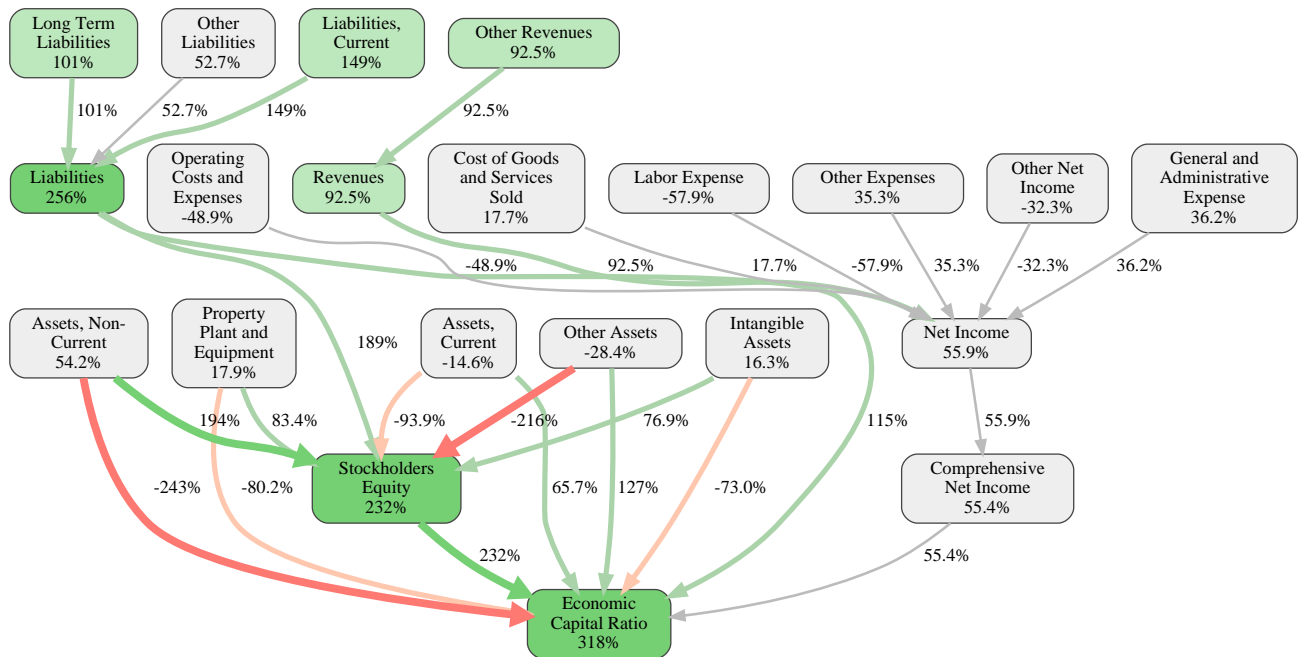 Long Term
Liabilities
101%
Other
Liabilities
52.7%
Liabilities,
Current
149%
Other Revenues
92.5%
101%
52.7%
149%
92.5%
Liabilities
256%
Operating
Costs and
Expenses
-48.9%
Revenues
92.5%
Cost of Goods
and Services
Sold
17.7%
Labor Expense
-57.9%
Other Expenses
35.3%
Other Net
Income
-32.3%
General and
Administrative
Expense
36.2%
-48.9%
92.5%
17.7%
-57.9%
35.3%
-32.3%
36.2%
Assets, Non-
Current
54.2%
Property
Plant and
Equipment
17.9%
189%
Assets,
Current
-14.6%
Other Assets
-28.4%
Intangible
Assets
16.3%
Net Income
55.9%
194%
83.4%
-93.9%
-216%
76.9%
115%
55.9%
Stockholders
Equity
232%
Comprehensive
Net Income
55.4%
-243%
-80.2%
65.7%
127%
-73.0%
232%
55.4%
Economic
Capital Ratio
318%